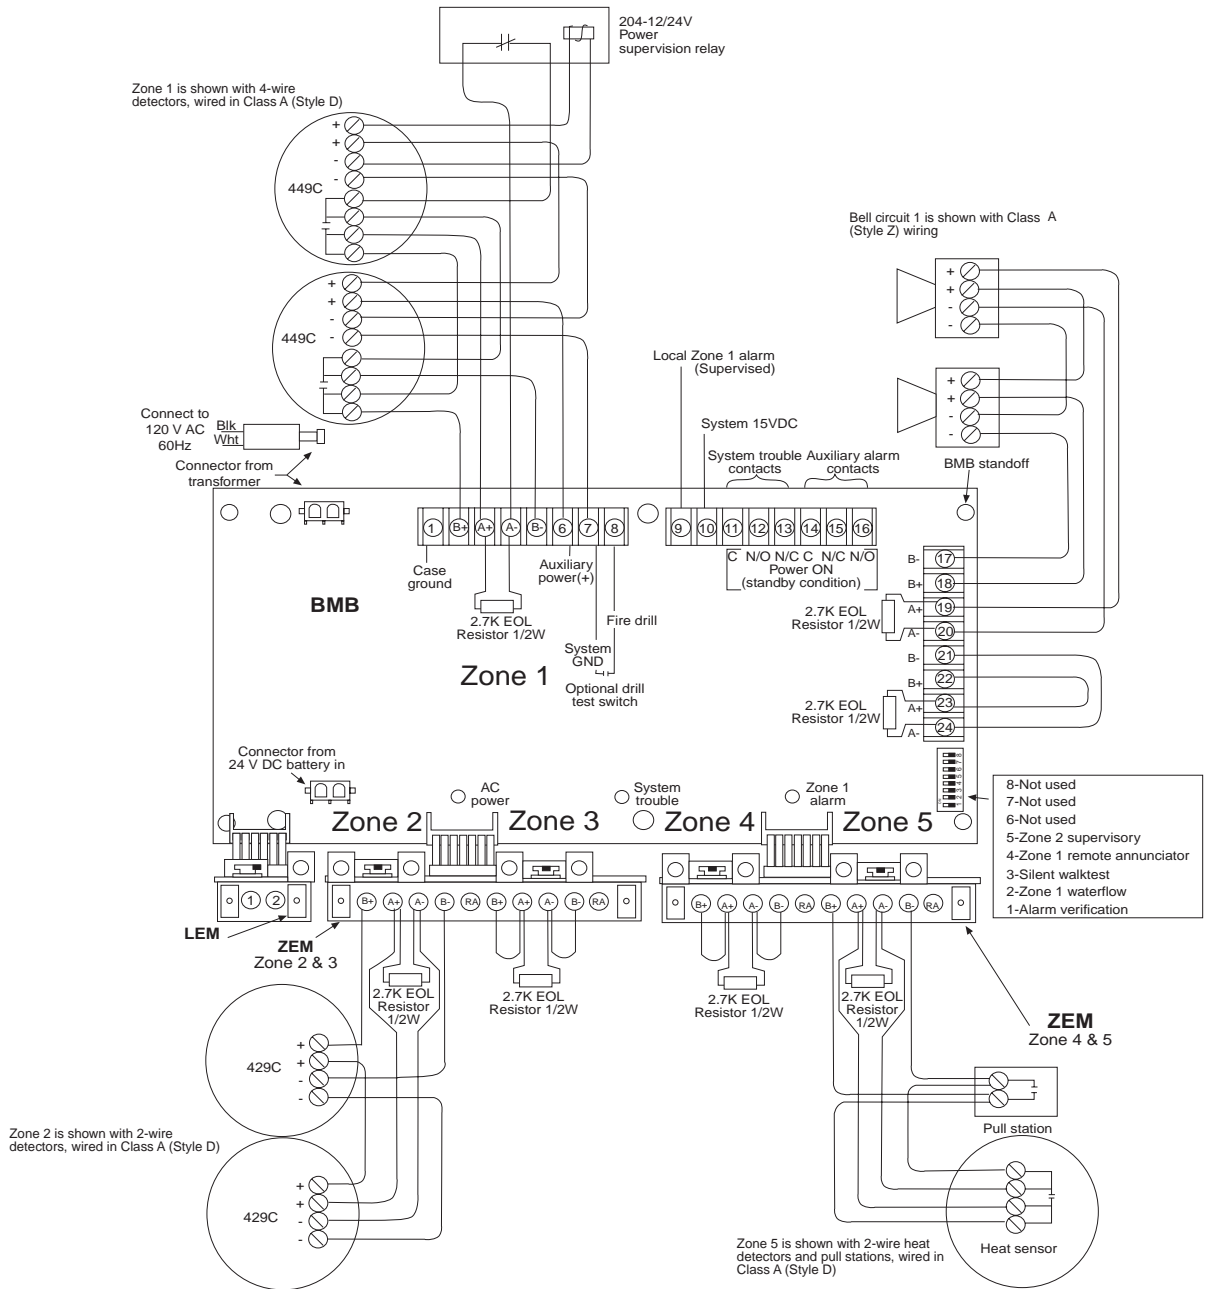 204-12/24V
Power
supervision relay
Zone 1 is shown with 4-wire
detectors, wired in Class A (Style D)
+
+
-
-
449C
+
+
-
-
449C
Bell circuit 1 is shown with Class A
(Style Z) wiring
+
+
-
-
+
+
-
-
Local Zone 1 alarm
(Supervised)
System 15VDC
System trouble
contacts
Auxiliary alarm
contacts
BMB standoff
Connect to
120 V AC
60Hz
Blk
Wht
Connector from
transformer
1 B+ A+ A- B- 6 7 8
9 10 11 12 13 14 15 16
Case
ground
Auxiliary
power(+)
C N/O N/C C N/C N/O
Power ON
(standby condition)
BMB
2.7K EOL
Resistor 1/2W
Fire drill
System
GND
Optional drill
test switch
Zone 1
B- 17
B+ 18
A+ 19
A- 20
B- 21
B+ 22
A+ 23
A- 24
2.7K EOL
Resistor 1/2W
2.7K EOL
Resistor 1/2W
Connector from
24 V DC battery in
AC
power
System
trouble
Zone 1
alarm
1 2 3 4 5 6 7 8
8-Not used
7-Not used
6-Not used
5-Zone 2 supervisory
4-Zone 1 remote annunciator
3-Silent walktest
2-Zone 1 waterflow
1-Alarm verification
Zone 2
Zone 3
Zone 4
Zone 5
1 2
B+ A+ A- B- RA B+ A+ A- B- RA
B+ A+ A- B- RA B+ A+ A- B- RA
LEM
ZEM
Zone 2 & 3
2.7K EOL
Resistor
1/2W
2.7K EOL
Resistor 1/2W
2.7K EOL
Resistor 1/2W
2.7K EOL
Resistor
1/2W
ZEM
Zone 4 & 5
429C
+
+
-
-
Pull station
Zone 2 is shown with 2-wire
detectors, wired in Class A (Style D)
429C
+
+
-
-
Heat sensor
Zone 5 is shown with 2-wire heat
detectors and pull stations, wired in
Class A (Style D)